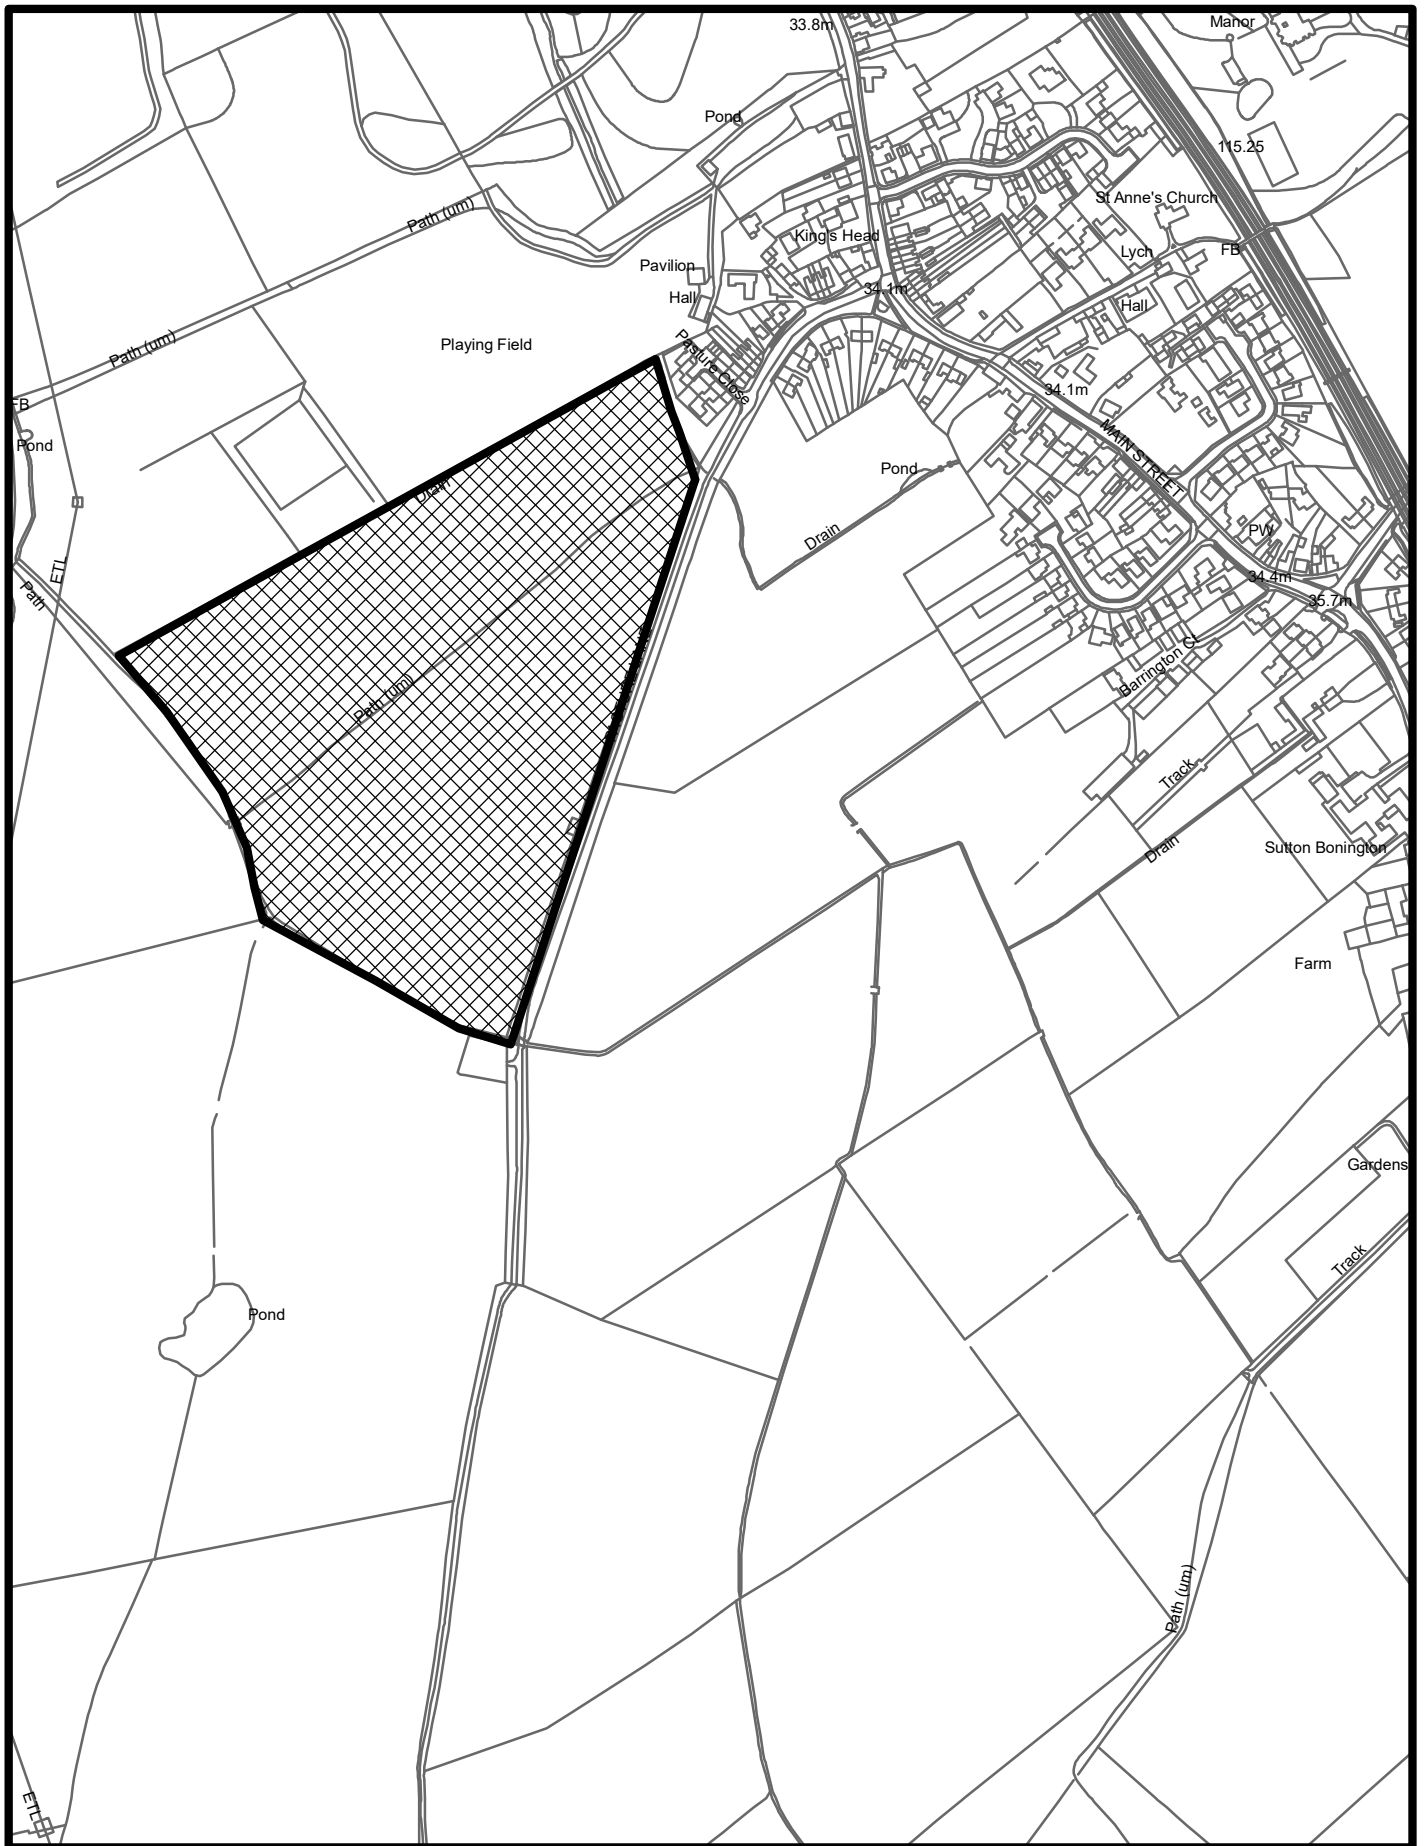 33.8m
Manor
Pond
115.25
St Anne's Church
Path (um)
King's Head
Lych
FB
Pavilion
34.1m
Hall
Hall
Playing Field
Path (um)
Pasture Close
34.1m
FB
Pond
MAIN STREET
Pond
Drain
Drain
PW
ETL
34.4m
Path
35.7m
Barrington Cl
Path (um)
Track
Drain
Sutton Bonington
Farm
Gardens
Track
Pond
Path (um)
ETL